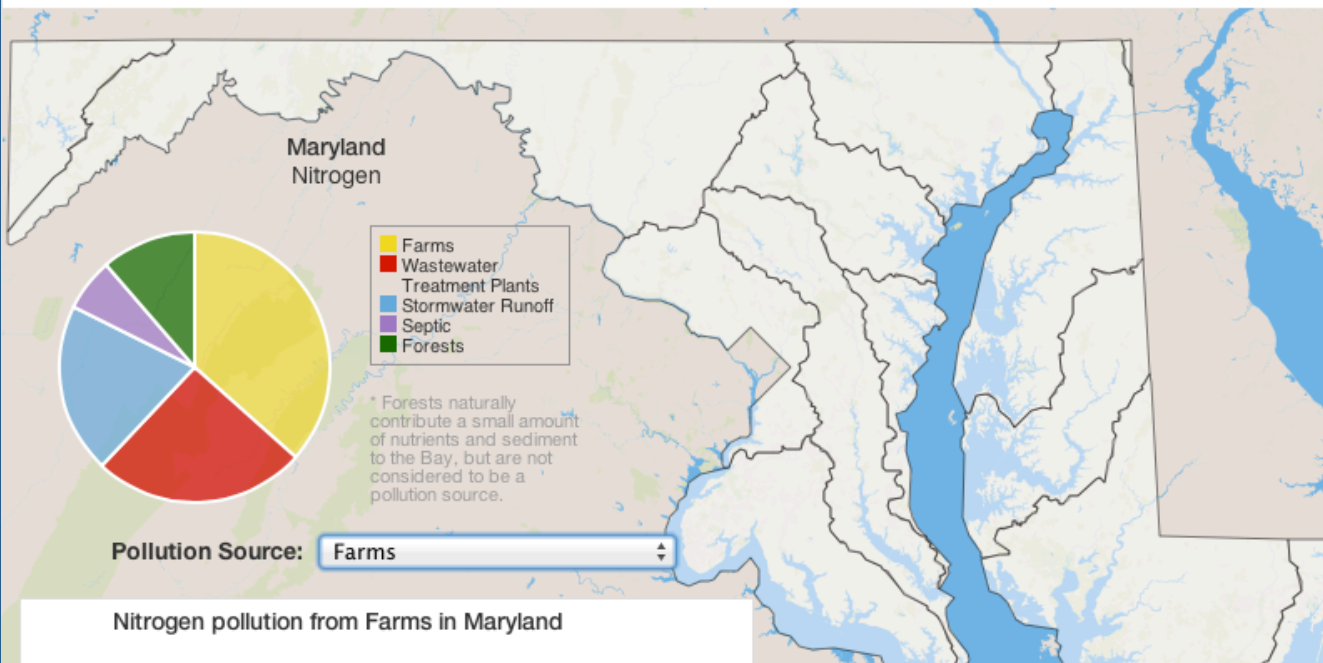 Maryland
Nitrogen
Farms
Wastewater
Treatment Plants
Stormwater Runoff
Septic
Forests
* Forests naturally
contribute a small amount
of nutrients and sediment
to the Bay, but are not
considered to be a
pollution source.
Pollution Source: Farms
Nitrogen pollution from Farms in Maryland